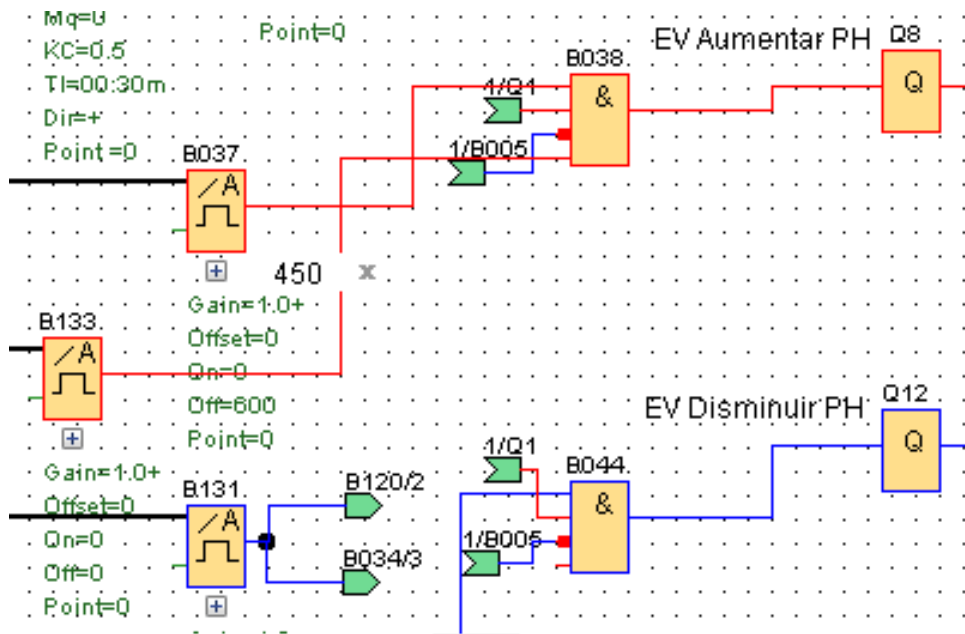 Mq=0
KC=0.5
TI=00:30m
Dir=+
Point =0
Point=0
EV Aumentar PH
Q8
Q
B038
&
1/Q1
1/B005
B037
/A
450
x
Gain=1.0+
Offset=0
On=0
Off=600
Point=0
B133
/A
Gain=1.0+
Offset=0
On=0
Off=0
Point=0
B131
/A
B120/2
B034/3
EV Disminuir PH
Q12
Q
1/Q1
B044
&
1/B005